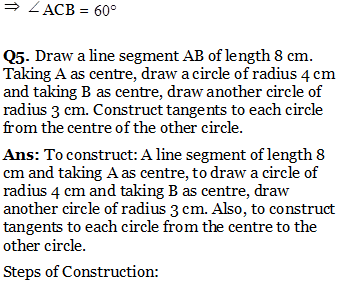 ⇒ ∠ACB = 60°
Q5. Draw a line segment AB of length 8 cm.
Taking A as centre, draw a circle of radius 4 cm
and taking B as centre, draw another circle of
radius 3 cm. Construct tangents to each circle
from the centre of the other circle.
Ans: To construct: A line segment of length 8
cm and taking A as centre, to draw a circle of
radius 4 cm and taking B as centre, draw
another circle of radius 3 cm. Also, to construct
tangents to each circle from the centre to the
other circle.
Steps of Construction: